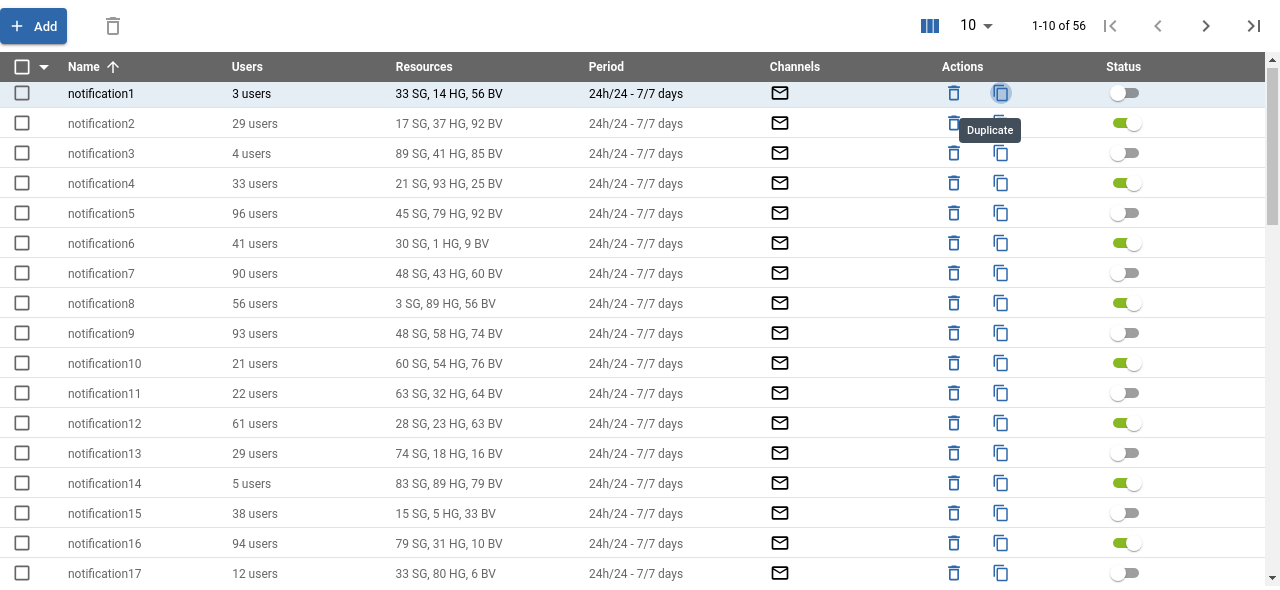 Add 10 1-10 of 56
Name Users Resources Period Channels Actions Status
notification1 3 users 33 SG, 14 HG, 56 BV 24h/24 - 7/7 days
notification2 29 users 17 SG, 37 HG, 92 BV 24h/24 - 7/7 days
Duplicate
notification3 4 users 89 SG, 41 HG, 85 BV 24h/24 - 7/7 days
notification4 33 users 21 SG, 93 HG, 25 BV 24h/24 - 7/7 days
notification5 96 users 45 SG, 79 HG, 92 BV 24h/24 - 7/7 days
notification6 41 users 30 SG, 1 HG, 9 BV 24h/24 - 7/7 days
notification7 90 users 48 SG, 43 HG, 60 BV 24h/24 - 7/7 days
notification8 56 users 3 SG, 89 HG, 56 BV 24h/24 - 7/7 days
notification9 93 users 48 SG, 58 HG, 74 BV 24h/24 - 7/7 days
notification10 21 users 60 SG, 54 HG, 76 BV 24h/24 - 7/7 days
notification11 22 users 63 SG, 32 HG, 64 BV 24h/24 - 7/7 days
notification12 61 users 28 SG, 23 HG, 63 BV 24h/24 - 7/7 days
notification13 29 users 74 SG, 18 HG, 16 BV 24h/24 - 7/7 days
notification14 5 users 83 SG, 89 HG, 79 BV 24h/24 - 7/7 days
notification15 38 users 15 SG, 5 HG, 33 BV 24h/24 - 7/7 days
notification16 94 users 79 SG, 31 HG, 10 BV 24h/24 - 7/7 days
notification17 12 users 33 SG, 80 HG, 6 BV 24h/24 - 7/7 days